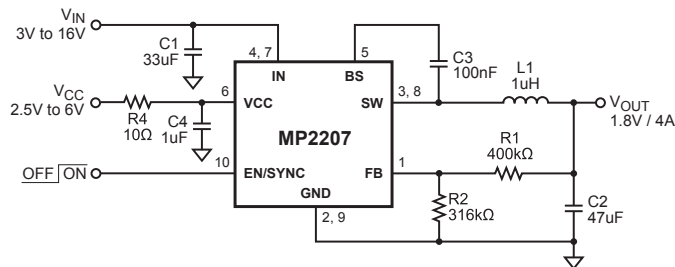 VIN
3V to 16V
C1
33uF
4, 7
IN
5
BS
C3
100nF
VCC
2.5V to 6V
R4
10Ω
C4
1uF
6
VCC
SW
3, 8
L1
1uH
VOUT
1.8V / 4A
MP2207
OFF ON
10
EN/SYNC
FB
1
R1
400kΩ
R2
316kΩ
C2
47uF
GND
2, 9